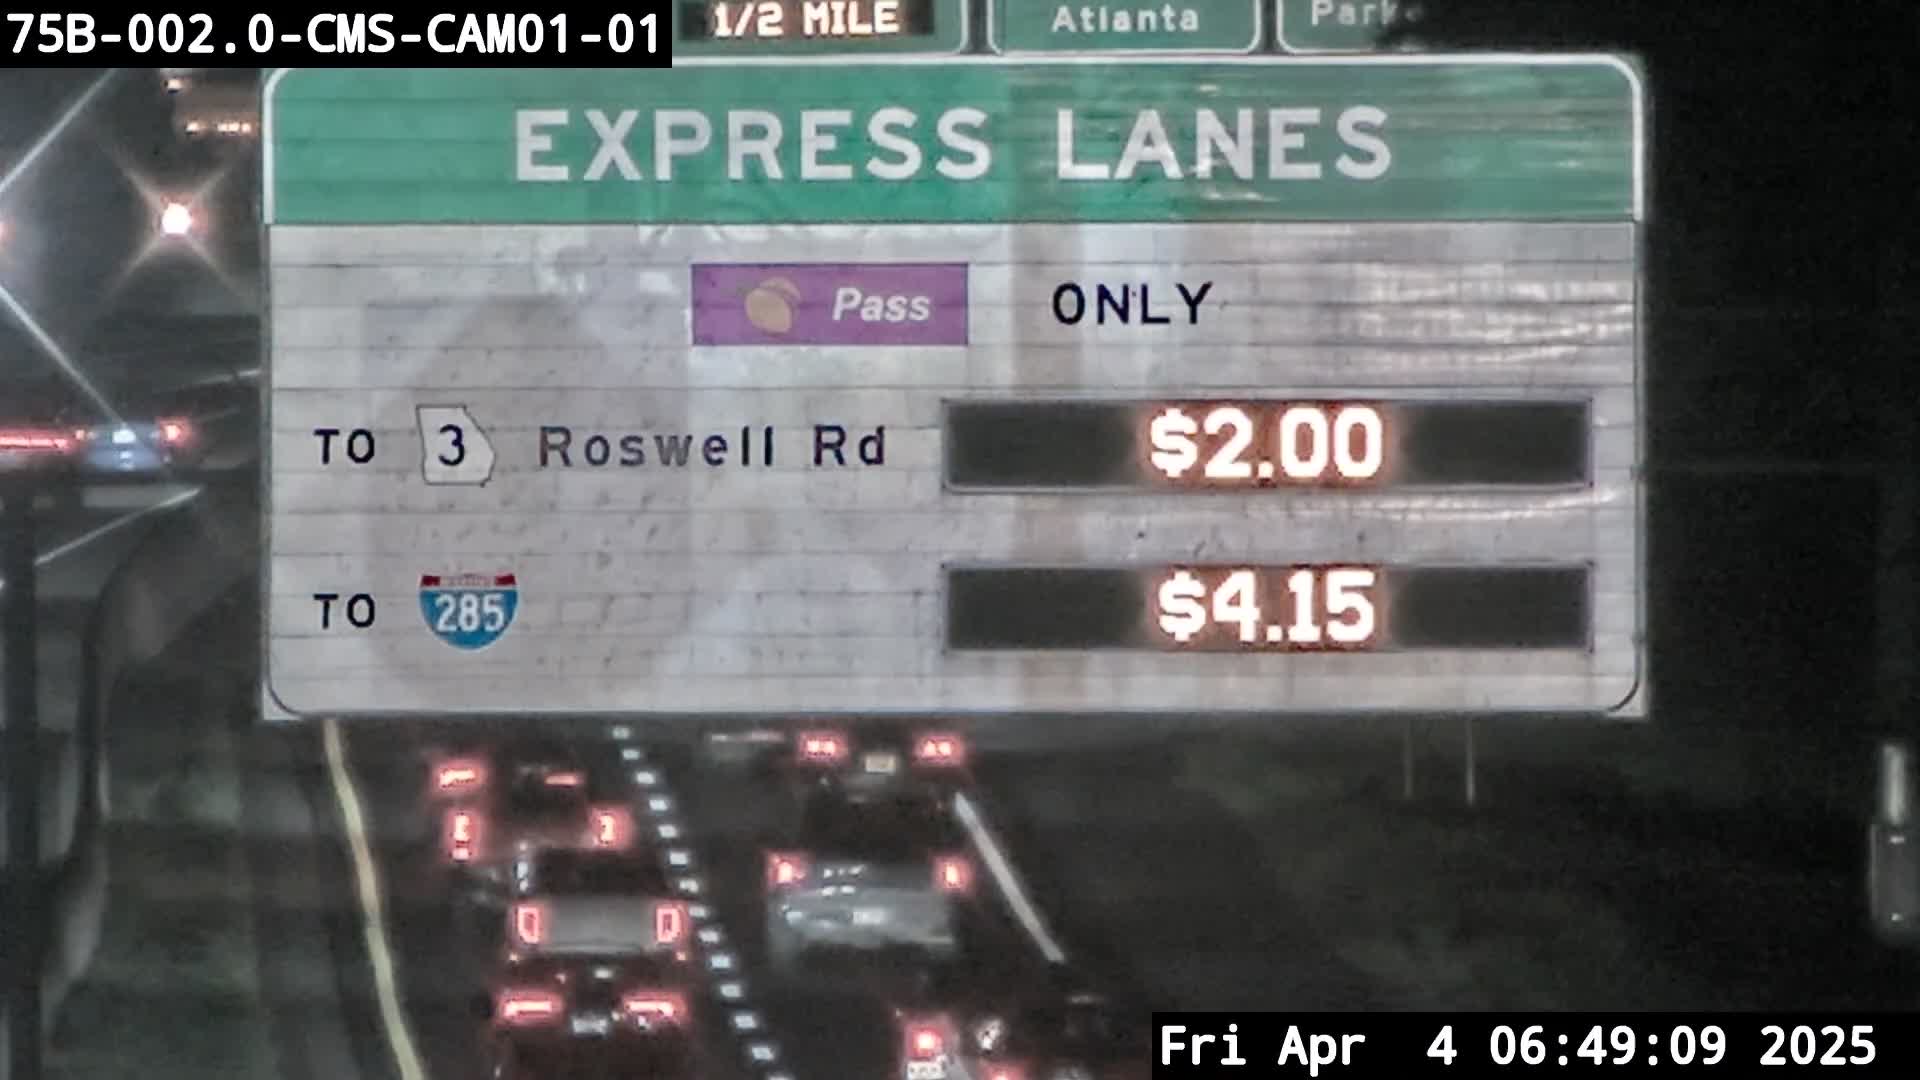 75B-002.0-CMS-CAM01-01
1/2 MILE
Atlanta
EXPRESS LANES
Pass ONLY
TO 3 Roswell Rd $2.00
TO 285 $4.15
Fri Apr 4 06:49:09 2025